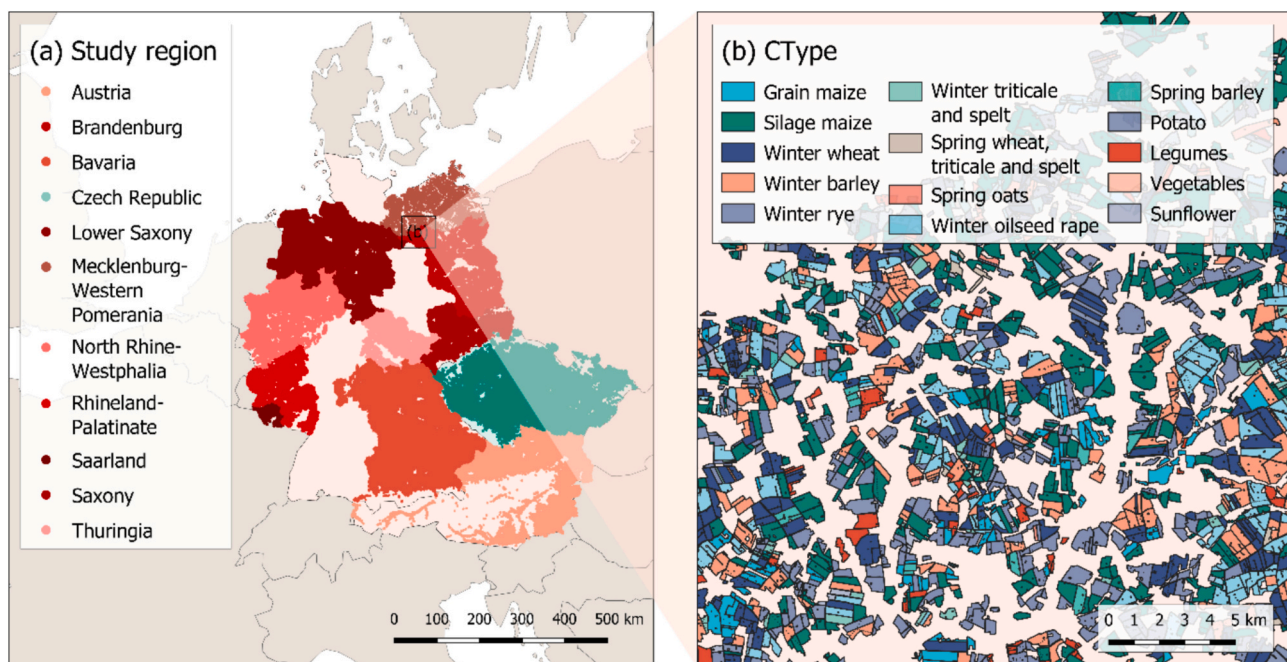 (a) Study region
Austria
Brandenburg
Bavaria
Czech Republic
Lower Saxony
Mecklenburg-
Western
Pomerania
North Rhine-
Westphalia
Rhineland-
Palatinate
Saarland
Saxony
Thuringia
(b)
0 100 200 300 400 500 km
(b) CType
Grain maize
Silage maize
Winter wheat
Winter barley
Winter rye
Winter triticale
and spelt
Spring wheat,
triticale and spelt
Spring oats
Winter oilseed rape
Spring barley
Potato
Legumes
Vegetables
Sunflower
0 1 2 3 4 5 km